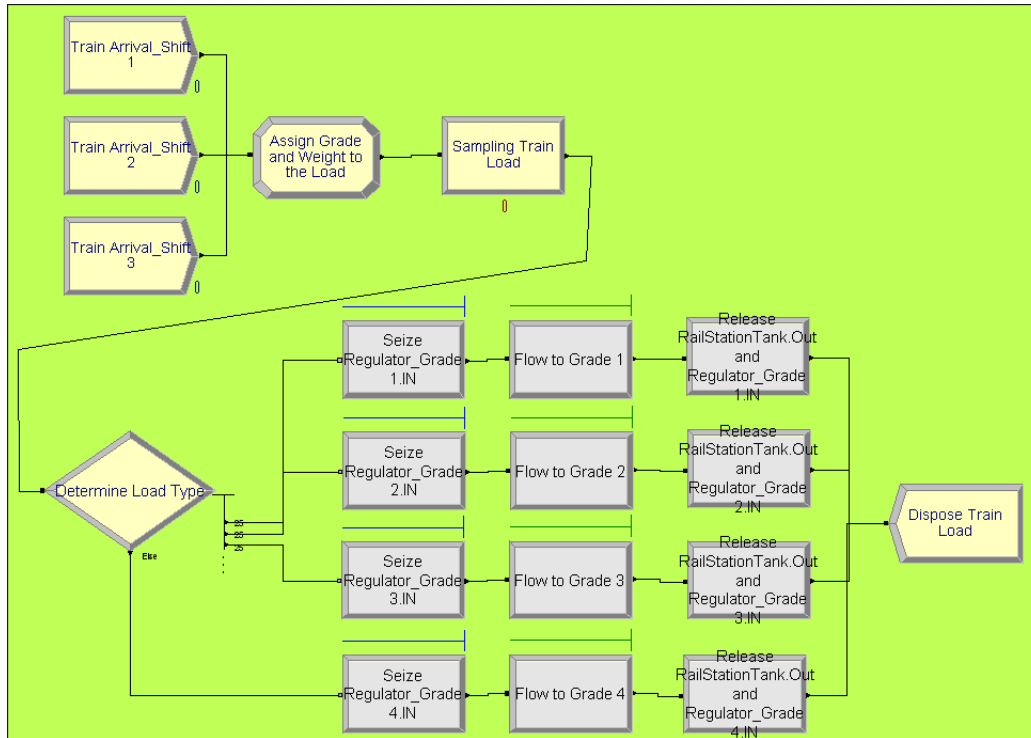 Train Arrival_Shift
1
0
Train Arrival_Shift
2
0
Train Arrival_Shift
3
0
Assign Grade
and Weight to
the Load
Sampling Train
Load
0
Determine Load Type
25
25
25
Else
Seize
Regulator_Grade
1.IN
Flow to Grade 1
Release
RailStationTank.Out
and
Regulator_Grade
1.IN
Seize
Regulator_Grade
2.IN
Flow to Grade 2
Release
RailStationTank.Out
and
Regulator_Grade
2.IN
Seize
Regulator_Grade
3.IN
Flow to Grade 3
Release
RailStationTank.Out
and
Regulator_Grade
3.IN
Seize
Regulator_Grade
4.IN
Flow to Grade 4
Release
RailStationTank.Out
and
Regulator_Grade
4.IN
Dispose Train
Load